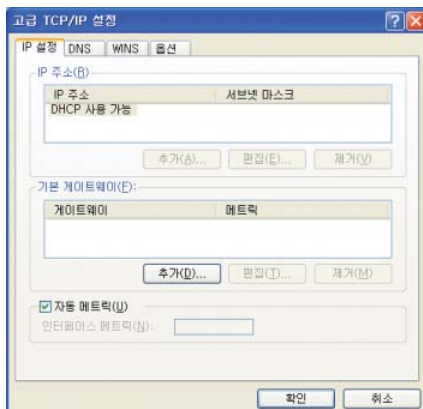 고급 TCP/IP 설정
IP 설정 DNS WINS 옵션
IP 주소(R)
IP 주소 서브넷 마스크
DHCP 사용 가능
추가(A)... 편집(E)... 제거(V)
기본 게이트웨이(F):
게이트웨이 메트릭
추가(D)... 편집(T)... 제거(M)
자동 메트릭(U)
인터페이스 메트릭(N):
확인 취소